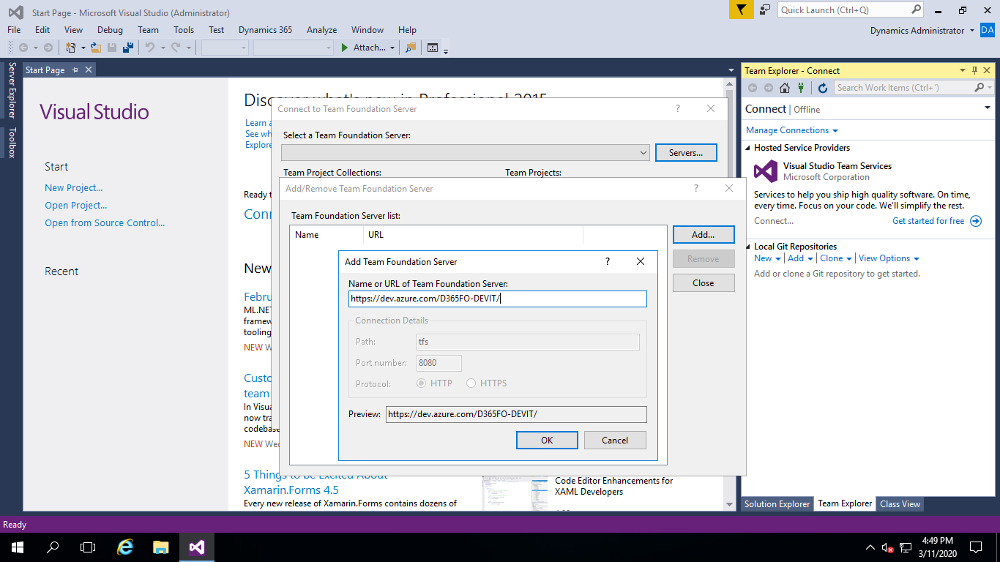 Start Page - Microsoft Visual Studio (Administrator)
Quick Launch (Ctrl+Q)
File Edit View Debug Team Tools Test Dynamics 365 Analyze Window Help
Dynamics Administrator DA
Attach...
Server Explorer
Toolbox
Start Page
Visual Studio
Start
New Project...
Open Project...
Open from Source Control...
Recent
Discover what's new in Professional 2015
Learn
See
Explore
Ready
New
ML.NET
NEW
team
In
now
codebase
NEW
5 Things to be Excited About
Xamarin.Forms 4.5
Every new release of Xamarin.Forms contains dozens of
Code Editor Enhancements for
XAML Developers
Connect to Team Foundation Server ?
Select a Team Foundation Server:
Servers...
Team Project Collections: Team Projects:
Add/Remove Team Foundation Server ?
Team Foundation Server list:
Name URL
Add...
Remove
Close
Add Team Foundation Server ?
Name or URL of Team Foundation Server:
https://dev.azure.com/D365FO-DEVIT/
Connection Details
Path: tfs
Port number: 8080
Protocol: HTTP HTTPS
Preview: https://dev.azure.com/D365FO-DEVIT/
OK Cancel
Team Explorer - Connect
Search Work Items (Ctrl+')
Connect | Offline
Manage Connections
Hosted Service Providers
Visual Studio Team Services
Microsoft Corporation
Services to help you ship high quality software. On time,
every time. Focus on your code. We'll simplify the rest.
Connect... Get started for free
Local Git Repositories
New | Add | Clone | View Options
Add or clone a Git repository to get started.
Solution Explorer Team Explorer Class View
Ready
4:49 PM
3/11/2020